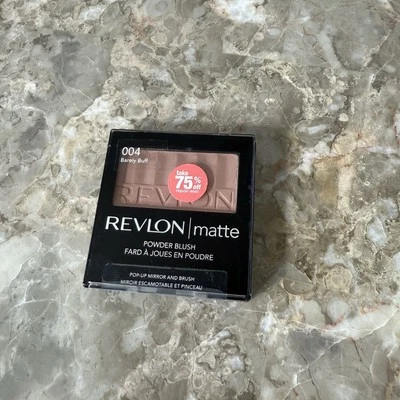 004
Barely Buff
take
75% off
REVLON
REVLON | matte
POWDER BLUSH
FARD À JOUES EN POUDRE
POP-UP MIRROR AND BRUSH
MIROIR ESCAMOTABLE ET PINCEAU